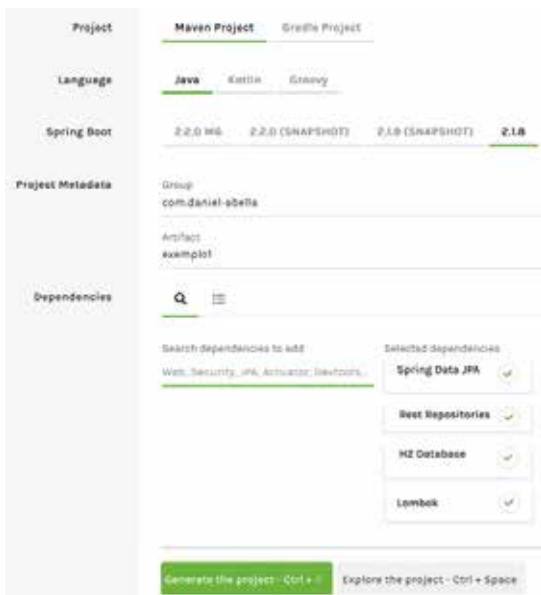 Project Maven Project Gradle Project
Language Java Kotlin Groovy
Spring Boot 2.2.0 M6 2.2.0 (SNAPSHOT) 2.1.9 (SNAPSHOT) 2.1.8
Project Metadata Group
com.daniel-abella
Artifact
exemplo1
Dependencies
Search dependencies to add Selected dependencies
Web, Security, JPA, Actuator, Devtools... Spring Data JPA
Rest Repositories
H2 Database
Lombok
Generate the project - Ctrl + Explore the project - Ctrl + Space